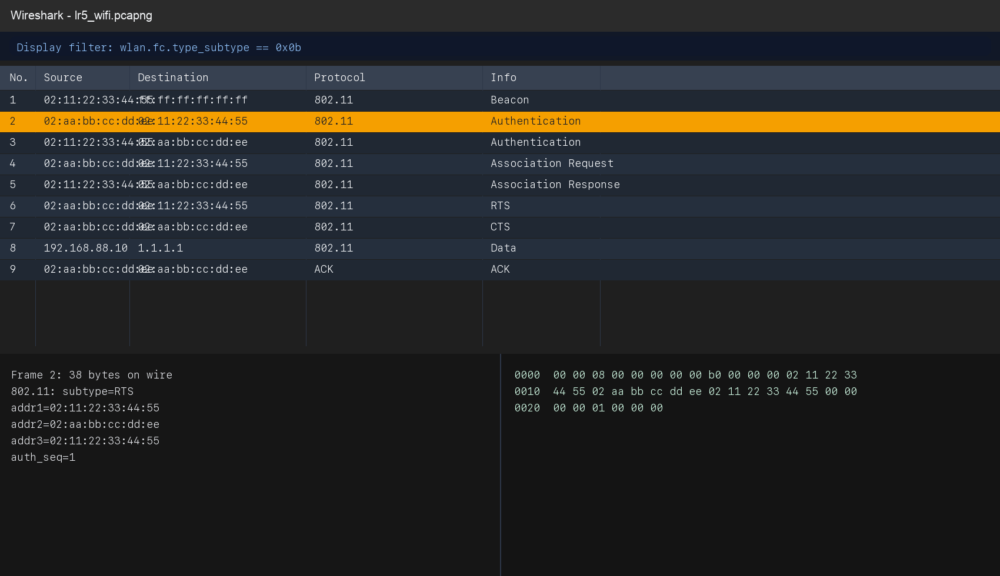 Wireshark - lr5_wifi.pcapng
Display filter: wlan.fc.type_subtype == 0x0b
No. Source Destination Protocol Info
1 02:11:22:33:44:55 ff:ff:ff:ff:ff:ff 802.11 Beacon
2 02:aa:bb:cc:dd:ee 02:11:22:33:44:55 802.11 Authentication
3 02:11:22:33:44:55 02:aa:bb:cc:dd:ee 802.11 Authentication
4 02:aa:bb:cc:dd:ee 02:11:22:33:44:55 802.11 Association Request
5 02:11:22:33:44:55 02:aa:bb:cc:dd:ee 802.11 Association Response
6 02:aa:bb:cc:dd:ee 02:11:22:33:44:55 802.11 RTS
7 02:aa:bb:cc:dd:ee 02:aa:bb:cc:dd:ee 802.11 CTS
8 192.168.88.10 1.1.1.1 802.11 Data
9 02:aa:bb:cc:dd:ee 02:aa:bb:cc:dd:ee ACK ACK
Frame 2: 38 bytes on wire
802.11: subtype=RTS
addr1=02:11:22:33:44:55
addr2=02:aa:bb:cc:dd:ee
addr3=02:11:22:33:44:55
auth_seq=1
0000 00 00 08 00 00 00 00 00 b0 00 00 00 02 11 22 33
0010 44 55 02 aa bb cc dd ee 02 11 22 33 44 55 00 00
0020 00 00 01 00 00 00